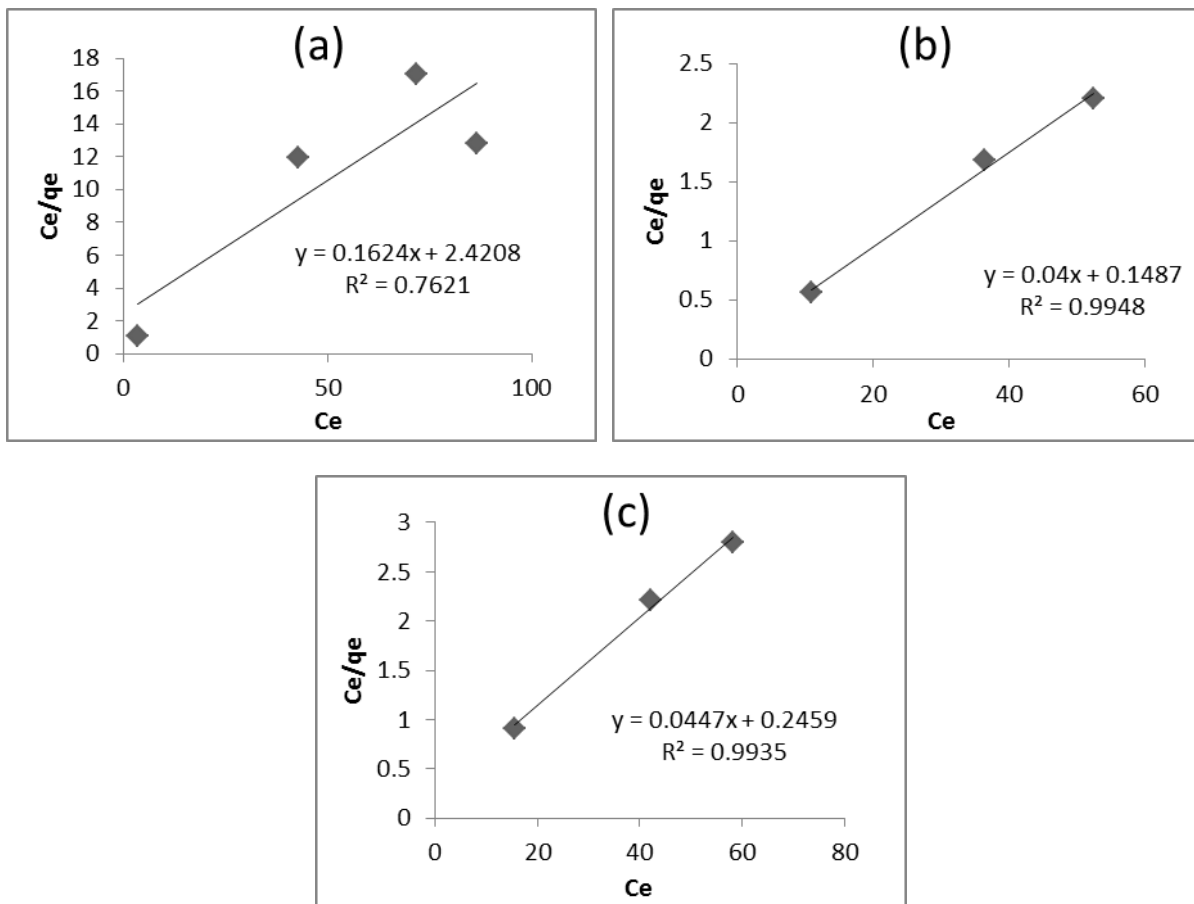 (a)
18
16
14
12
10
8
6
4
2
0
Ce/qe
y = 0.1624x + 2.4208
R² = 0.7621
0 50 100
Ce
(b)
2.5
2
1.5
1
0.5
0
Ce/qe
y = 0.04x + 0.1487
R² = 0.9948
0 20 40 60
Ce
(c)
3
2.5
2
1.5
1
0.5
0
Ce/qe
y = 0.0447x + 0.2459
R² = 0.9935
0 20 40 60 80
Ce